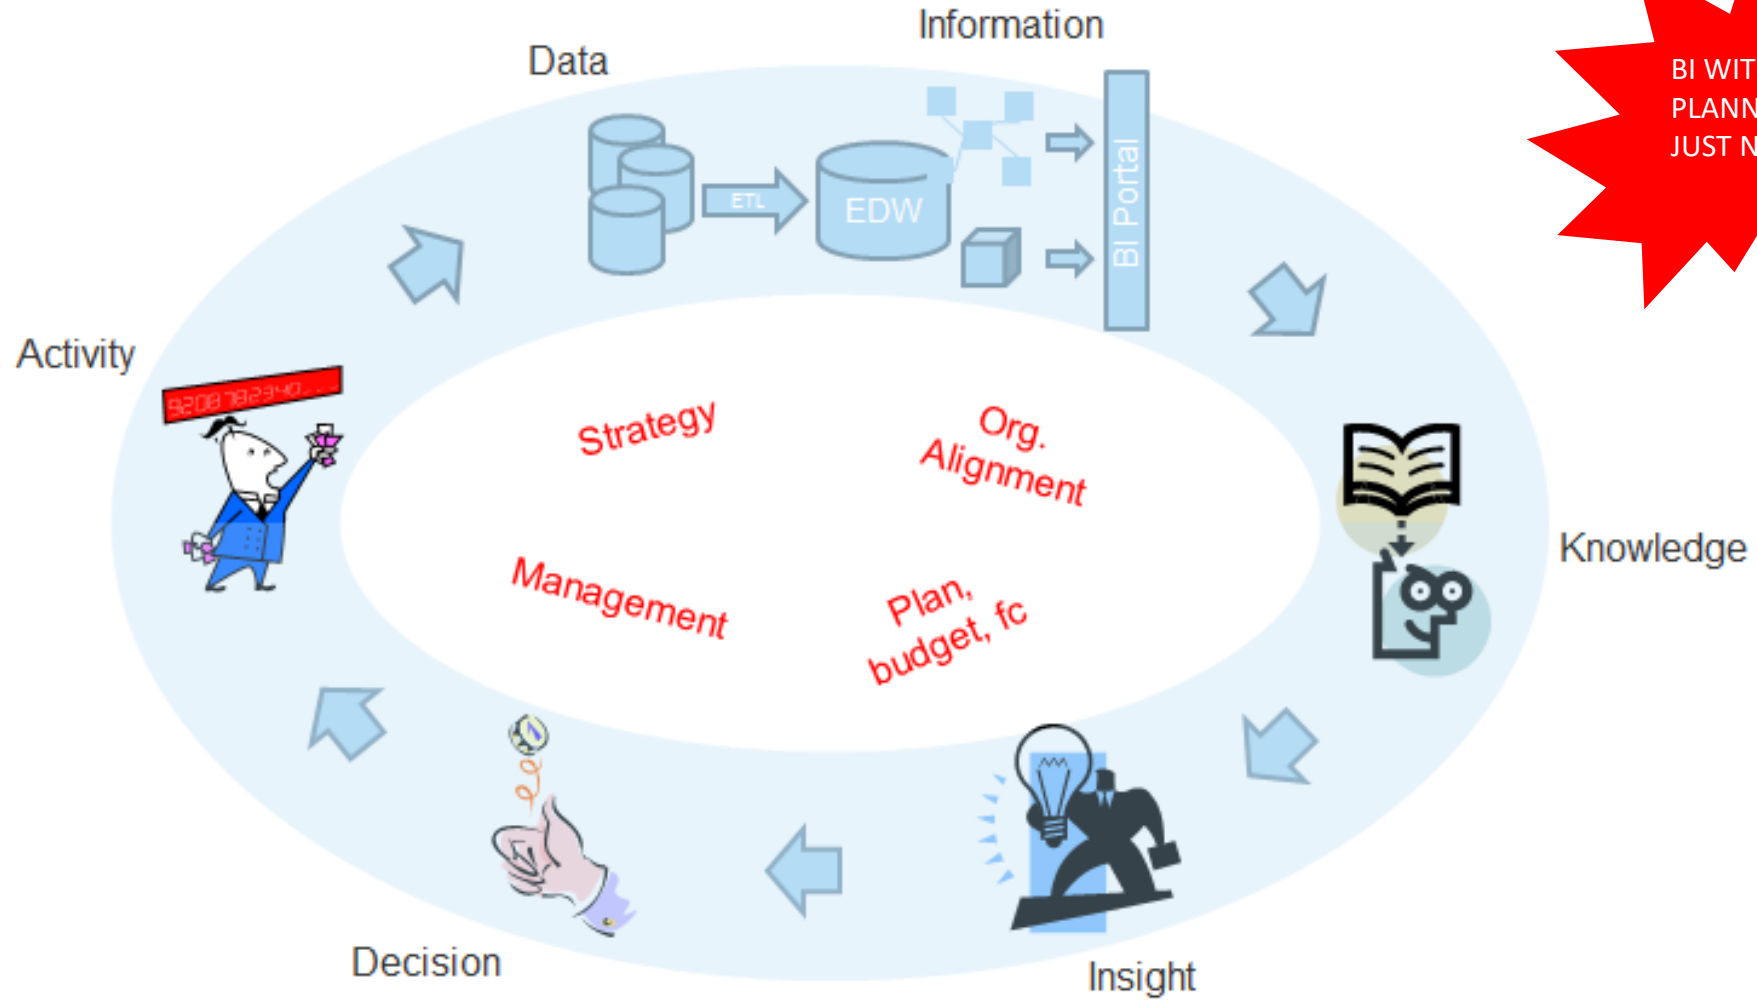 Information
Data
BI WIT
PLANN
JUST N
ETL
EDW
BI Portal
Activity
9208782340...
Strategy
Org.
Alignment
Knowledge
Management
Plan,
budget, fc
Decision
Insight